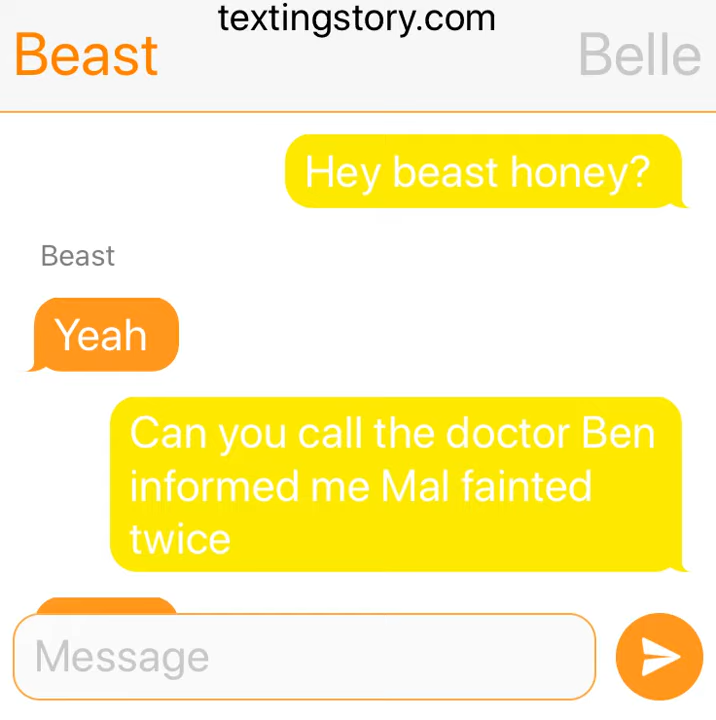 textingstory.com
Beast
Belle
Hey beast honey?
Beast
Yeah
Can you call the doctor Ben
informed me Mal fainted
twice
Message